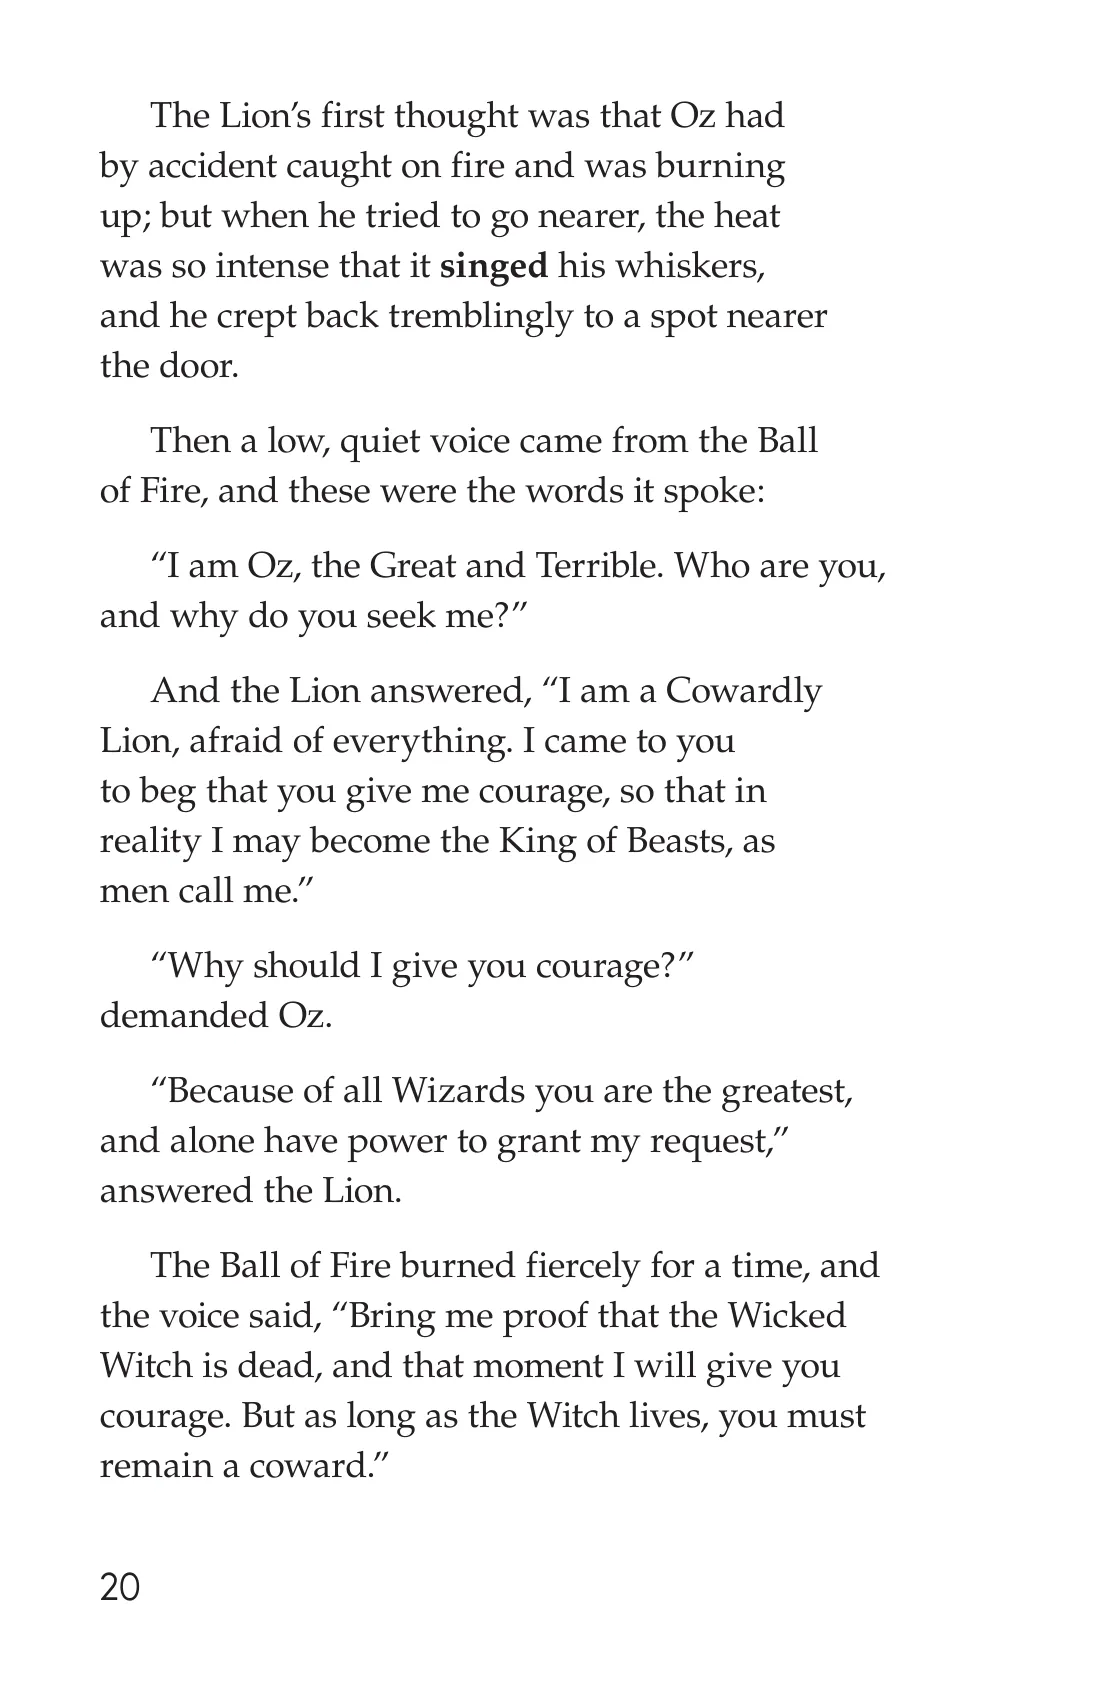 The Lion’s first thought was that Oz had
by accident caught on fire and was burning
up; but when he tried to go nearer, the heat
was so intense that it singed his whiskers,
and he crept back tremblingly to a spot nearer
the door.
Then a low, quiet voice came from the Ball
of Fire, and these were the words it spoke:
“I am Oz, the Great and Terrible. Who are you,
and why do you seek me?”
And the Lion answered, “I am a Cowardly
Lion, afraid of everything. I came to you
to beg that you give me courage, so that in
reality I may become the King of Beasts, as
men call me.”
“Why should I give you courage?”
demanded Oz.
“Because of all Wizards you are the greatest,
and alone have power to grant my request,”
answered the Lion.
The Ball of Fire burned fiercely for a time, and
the voice said, “Bring me proof that the Wicked
Witch is dead, and that moment I will give you
courage. But as long as the Witch lives, you must
remain a coward.”
20